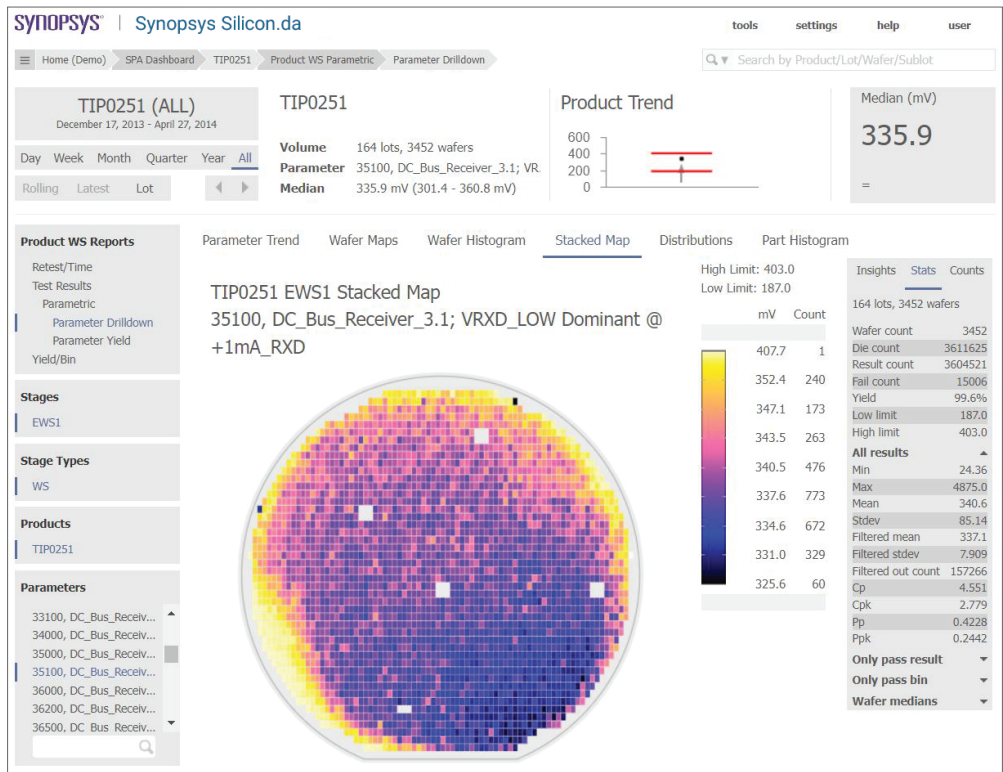 SYNOPSYS® | Synopsys Silicon.da
tools settings help user
Home (Demo) SPA Dashboard TIP0251 Product WS Parametric Parameter Drilldown
Search by Product/Lot/Wafer/Sublot
TIP0251 (ALL)
December 17, 2013 - April 27, 2014
Day Week Month Quarter Year All
Rolling Latest Lot
TIP0251
Volume 164 lots, 3452 wafers
Parameter 35100, DC_Bus_Receiver_3.1; VR.
Median 335.9 mV (301.4 - 360.8 mV)
Product Trend
600
400
200
0
Median (mV)
335.9
=
Product WS Reports
Retest/Time
Test Results
Parametric
Parameter Drilldown
Parameter Yield
Yield/Bin
Stages
EWS1
Stage Types
WS
Products
TIP0251
Parameters
33100, DC_Bus_Receiv...
34000, DC_Bus_Receiv...
35000, DC_Bus_Receiv...
35100, DC_Bus_Receiv...
36000, DC_Bus_Receiv...
36200, DC_Bus_Receiv...
36500, DC_Bus_Receiv...
Parameter Trend Wafer Maps Wafer Histogram Stacked Map Distributions Part Histogram
TIP0251 EWS1 Stacked Map
35100, DC_Bus_Receiver_3.1; VRXD_LOW Dominant @
+1mA_RXD
High Limit: 403.0
Low Limit: 187.0
mV Count
407.7 1
352.4 240
347.1 173
343.5 263
340.5 476
337.6 773
334.6 672
331.0 329
325.6 60
Insights Stats Counts
164 lots, 3452 wafers
Wafer count 3452
Die count 3611625
Result count 3604521
Fail count 15006
Yield 99.6%
Low limit 187.0
High limit 403.0
All results
Min 24.36
Max 4875.0
Mean 340.6
Stdev 85.14
Filtered mean 337.1
Filtered stdev 7.909
Filtered out count 157266
Cp 4.551
Cpk 2.779
Pp 0.4228
Ppk 0.2442
Only pass result
Only pass bin
Wafer medians